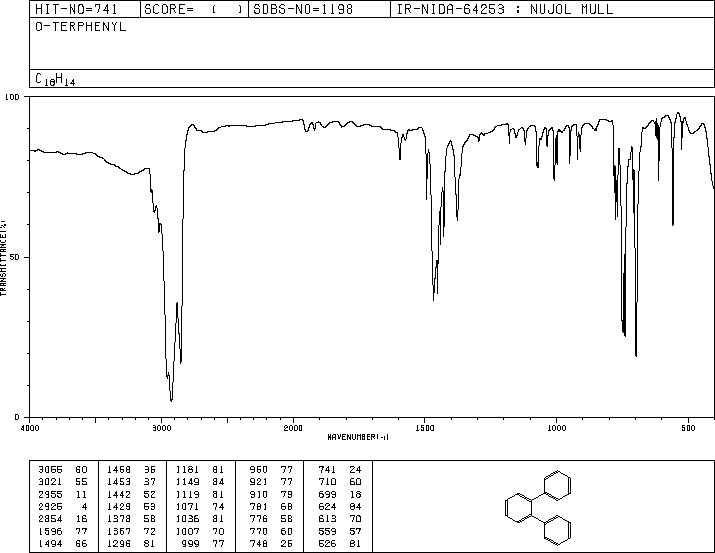 HIT-NO=741 SCORE= ( ) SDBS-NO=1198 IR-NIDA-64253 : NUJOL MULL
O-TERPHENYL
C18H14
100
50
0
TRANSMITTANCE(%)
4000 3000 2000 1500 1000 500
WAVENUMBER(-1)
3066 60 1468 36 1181 81 960 77 741 24
3021 55 1453 37 1149 84 921 77 710 60
2955 11 1442 52 1119 81 910 79 699 18
2925 4 1429 53 1071 74 781 68 624 84
2854 16 1378 58 1036 81 776 58 613 70
1596 77 1367 72 1007 70 770 60 559 57
1494 66 1296 81 999 77 748 25 526 81